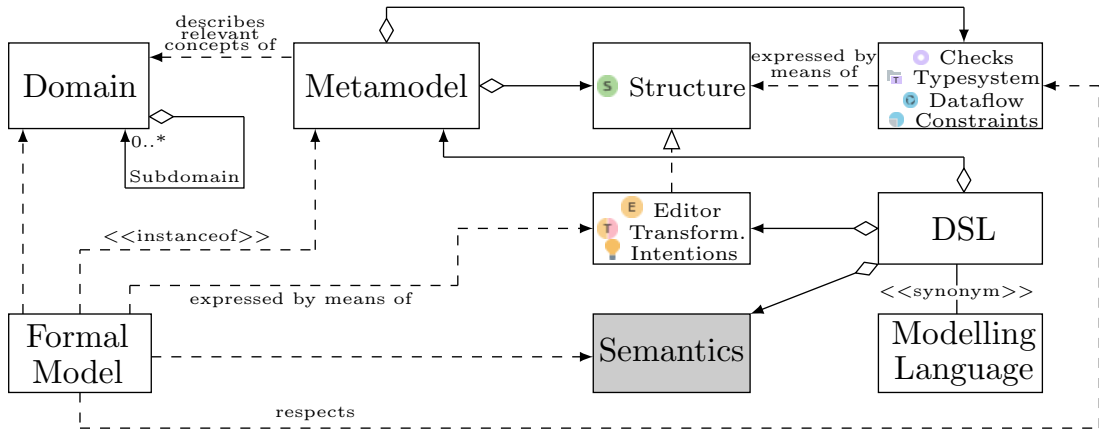 describes
relevant
concepts of
Domain
Metamodel
S Structure
expressed by
means of
Checks
T Typesystem
Dataflow
Constraints
0..*
Subdomain
<<instanceof>>
E Editor
T Transform.
Intentions
DSL
expressed by means of
<<synonym>>
Formal
Model
Semantics
Modelling
Language
respects